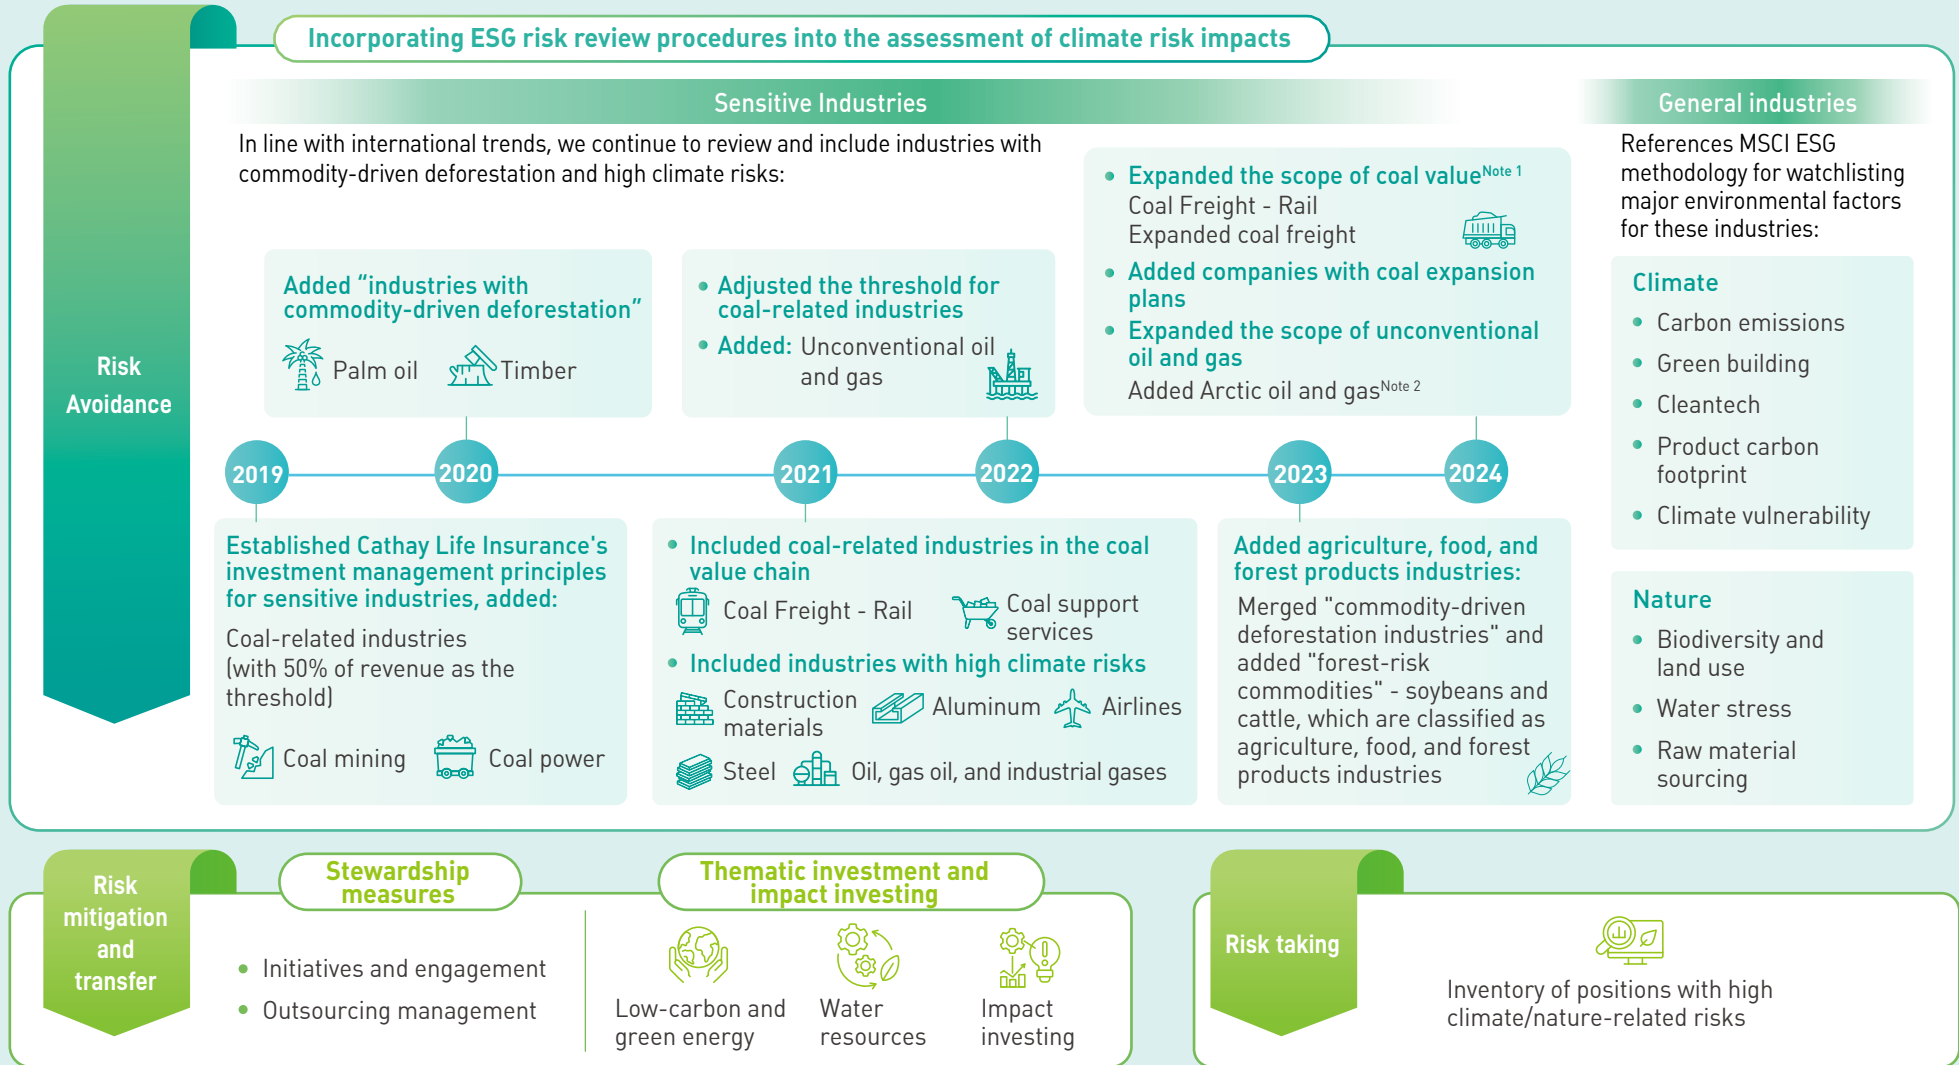 Incorporating ESG risk review procedures into the assessment of climate risk impacts
Risk
Avoidance
Sensitive Industries
In line with international trends, we continue to review and include industries with
commodity-driven deforestation and high climate risks:
Added “industries with
commodity-driven deforestation”
Palm oil
Timber
• Adjusted the threshold for
coal-related industries
• Added: Unconventional oil
and gas
• Expanded the scope of coal value Note 1
Coal Freight - Rail
Expanded coal freight
• Added companies with coal expansion
plans
• Expanded the scope of unconventional
oil and gas
Added Arctic oil and gas Note 2
2019
2020
2021
2022
2023
2024
Established Cathay Life Insurance's
investment management principles
for sensitive industries, added:
Coal-related industries
(with 50% of revenue as the
threshold)
Coal mining
Coal power
• Included coal-related industries in the coal
value chain
Coal Freight - Rail
Coal support
services
• Included industries with high climate risks
Construction
materials
Aluminum
Airlines
Steel
Oil, gas oil, and industrial gases
Added agriculture, food, and
forest products industries:
Merged "commodity-driven
deforestation industries" and
added "forest-risk
commodities" - soybeans and
cattle, which are classified as
agriculture, food, and forest
products industries
General industries
References MSCI ESG
methodology for watchlisting
major environmental factors
for these industries:
Climate
• Carbon emissions
• Green building
• Cleantech
• Product carbon
footprint
• Climate vulnerability
Nature
• Biodiversity and
land use
• Water stress
• Raw material
sourcing
Risk
mitigation
and
transfer
Stewardship
measures
• Initiatives and engagement
• Outsourcing management
Thematic investment and
impact investing
Low-carbon and
green energy
Water
resources
Impact
investing
Risk taking
Inventory of positions with high
climate/nature-related risks